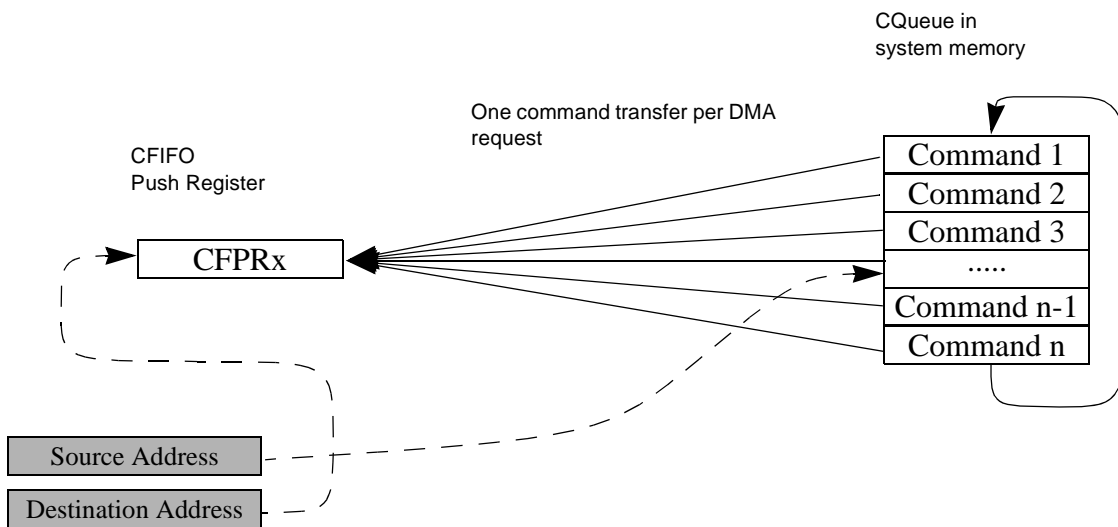 CQueue in
system memory
One command transfer per DMA
request
CFIFO
Push Register
Command 1
Command 2
Command 3
.....
Command n-1
Command n
CFPRx
Source Address
Destination Address